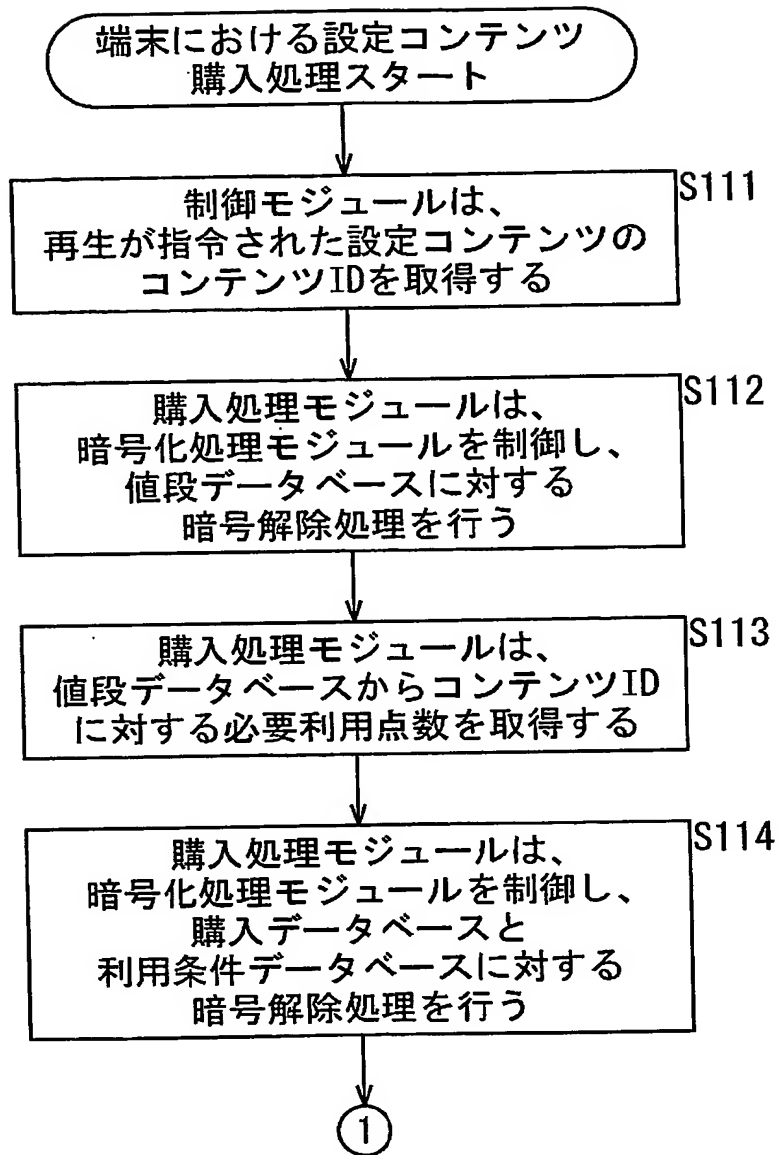 端末における設定コンテンツ
購入処理スタート
S111
制御モジュールは、
再生が指令された設定コンテンツの
コンテンツIDを取得する
S112
購入処理モジュールは、
暗号化処理モジュールを制御し、
値段データベースに対する
暗号解除処理を行う
S113
購入処理モジュールは、
値段データベースからコンテンツID
に対する必要利用点数を取得する
S114
購入処理モジュールは、
暗号化処理モジュールを制御し、
購入データベースと
利用条件データベースに対する
暗号解除処理を行う
1